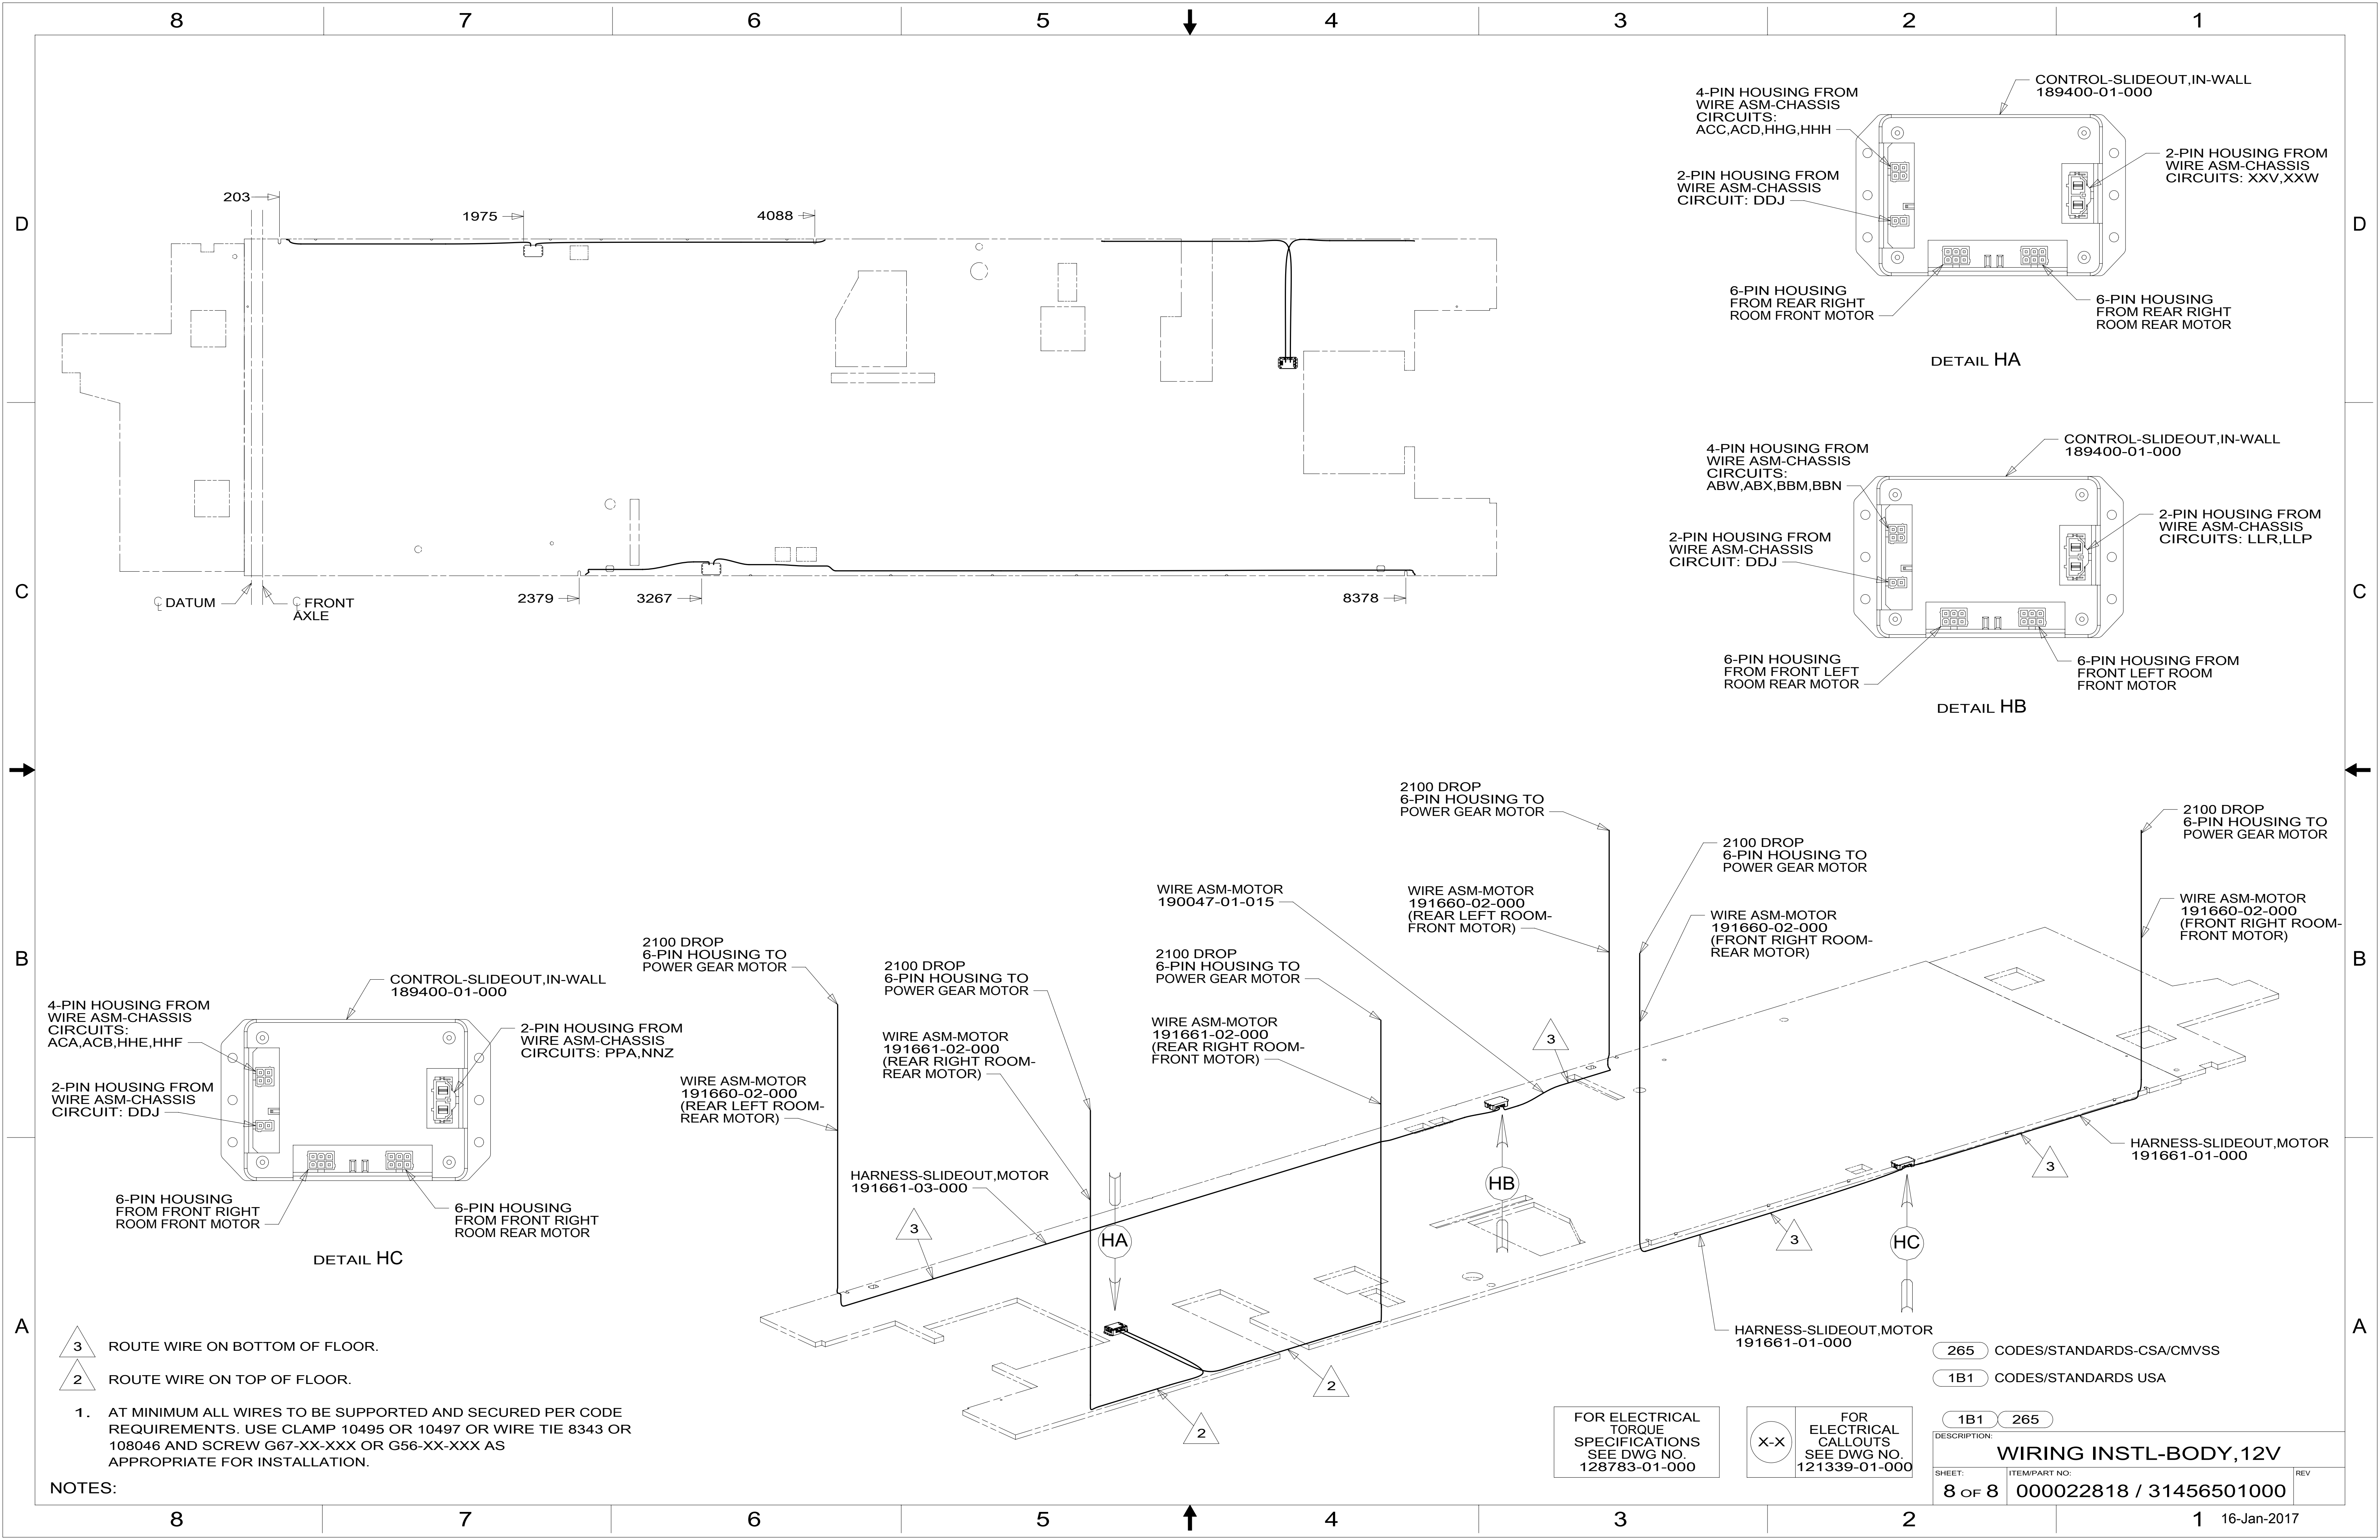 8 7 6 5 4 3 2 1
D
D
C
C
B
B
A
A
203
1975
4088
2379
3267
8378
℄ DATUM
℄ FRONT
AXLE
4-PIN HOUSING FROM
WIRE ASM-CHASSIS
CIRCUITS:
ACC,ACD,HHG,HHH
CONTROL-SLIDEOUT,IN-WALL
189400-01-000
2-PIN HOUSING FROM
WIRE ASM-CHASSIS
CIRCUIT: DDJ
2-PIN HOUSING FROM
WIRE ASM-CHASSIS
CIRCUITS: XXV,XXW
6-PIN HOUSING
FROM REAR RIGHT
ROOM FRONT MOTOR
6-PIN HOUSING
FROM REAR RIGHT
ROOM REAR MOTOR
DETAIL HA
4-PIN HOUSING FROM
WIRE ASM-CHASSIS
CIRCUITS:
ABW,ABX,BBM,BBN
CONTROL-SLIDEOUT,IN-WALL
189400-01-000
2-PIN HOUSING FROM
WIRE ASM-CHASSIS
CIRCUIT: DDJ
2-PIN HOUSING FROM
WIRE ASM-CHASSIS
CIRCUITS: LLR,LLP
6-PIN HOUSING
FROM FRONT LEFT
ROOM REAR MOTOR
6-PIN HOUSING FROM
FRONT LEFT ROOM
FRONT MOTOR
DETAIL HB
4-PIN HOUSING FROM
WIRE ASM-CHASSIS
CIRCUITS:
ACA,ACB,HHE,HHF
CONTROL-SLIDEOUT,IN-WALL
189400-01-000
2-PIN HOUSING FROM
WIRE ASM-CHASSIS
CIRCUIT: DDJ
2-PIN HOUSING FROM
WIRE ASM-CHASSIS
CIRCUITS: PPA,NNZ
6-PIN HOUSING
FROM FRONT RIGHT
ROOM FRONT MOTOR
6-PIN HOUSING
FROM FRONT RIGHT
ROOM REAR MOTOR
DETAIL HC
2100 DROP
6-PIN HOUSING TO
POWER GEAR MOTOR
WIRE ASM-MOTOR
191660-02-000
(REAR LEFT ROOM-
REAR MOTOR)
2100 DROP
6-PIN HOUSING TO
POWER GEAR MOTOR
WIRE ASM-MOTOR
191661-02-000
(REAR RIGHT ROOM-
REAR MOTOR)
HARNESS-SLIDEOUT,MOTOR
191661-03-000
WIRE ASM-MOTOR
190047-01-015
2100 DROP
6-PIN HOUSING TO
POWER GEAR MOTOR
WIRE ASM-MOTOR
191661-02-000
(REAR RIGHT ROOM-
FRONT MOTOR)
2100 DROP
6-PIN HOUSING TO
POWER GEAR MOTOR
WIRE ASM-MOTOR
191660-02-000
(REAR LEFT ROOM-
FRONT MOTOR)
2100 DROP
6-PIN HOUSING TO
POWER GEAR MOTOR
WIRE ASM-MOTOR
191660-02-000
(FRONT RIGHT ROOM-
REAR MOTOR)
2100 DROP
6-PIN HOUSING TO
POWER GEAR MOTOR
WIRE ASM-MOTOR
191660-02-000
(FRONT RIGHT ROOM-
FRONT MOTOR)
HARNESS-SLIDEOUT,MOTOR
191661-01-000
HARNESS-SLIDEOUT,MOTOR
191661-01-000
3
3
3
3
2
2
HA
HB
HC
3 ROUTE WIRE ON BOTTOM OF FLOOR.
2 ROUTE WIRE ON TOP OF FLOOR.
1. AT MINIMUM ALL WIRES TO BE SUPPORTED AND SECURED PER CODE
REQUIREMENTS. USE CLAMP 10495 OR 10497 OR WIRE TIE 8343 OR
108046 AND SCREW G67-XX-XXX OR G56-XX-XXX AS
APPROPRIATE FOR INSTALLATION.
NOTES:
FOR ELECTRICAL
TORQUE
SPECIFICATIONS
SEE DWG NO.
128783-01-000
X-X
FOR
ELECTRICAL
CALLOUTS
SEE DWG NO.
121339-01-000
265 CODES/STANDARDS-CSA/CMVSS
1B1 CODES/STANDARDS USA
1B1 265
DESCRIPTION:
WIRING INSTL-BODY,12V
SHEET: ITEM/PART NO: REV
8 OF 8 000022818 / 31456501000
8 7 6 5 4 3 2 1
16-Jan-2017